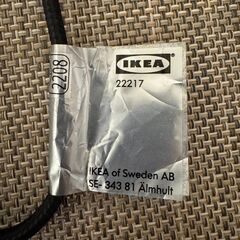 2208
IKEA
22217
IKEA of Sweden AB
SE- 343 81 Älmhult